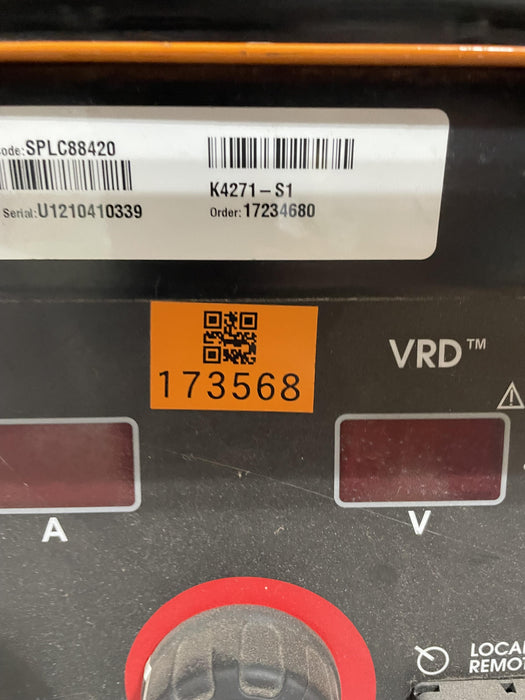 ode: SPLC88420
K4271-S1
Serial: U1210410339
Order: 17234680
173568
VRD™
A
V
LOCA
REMOT